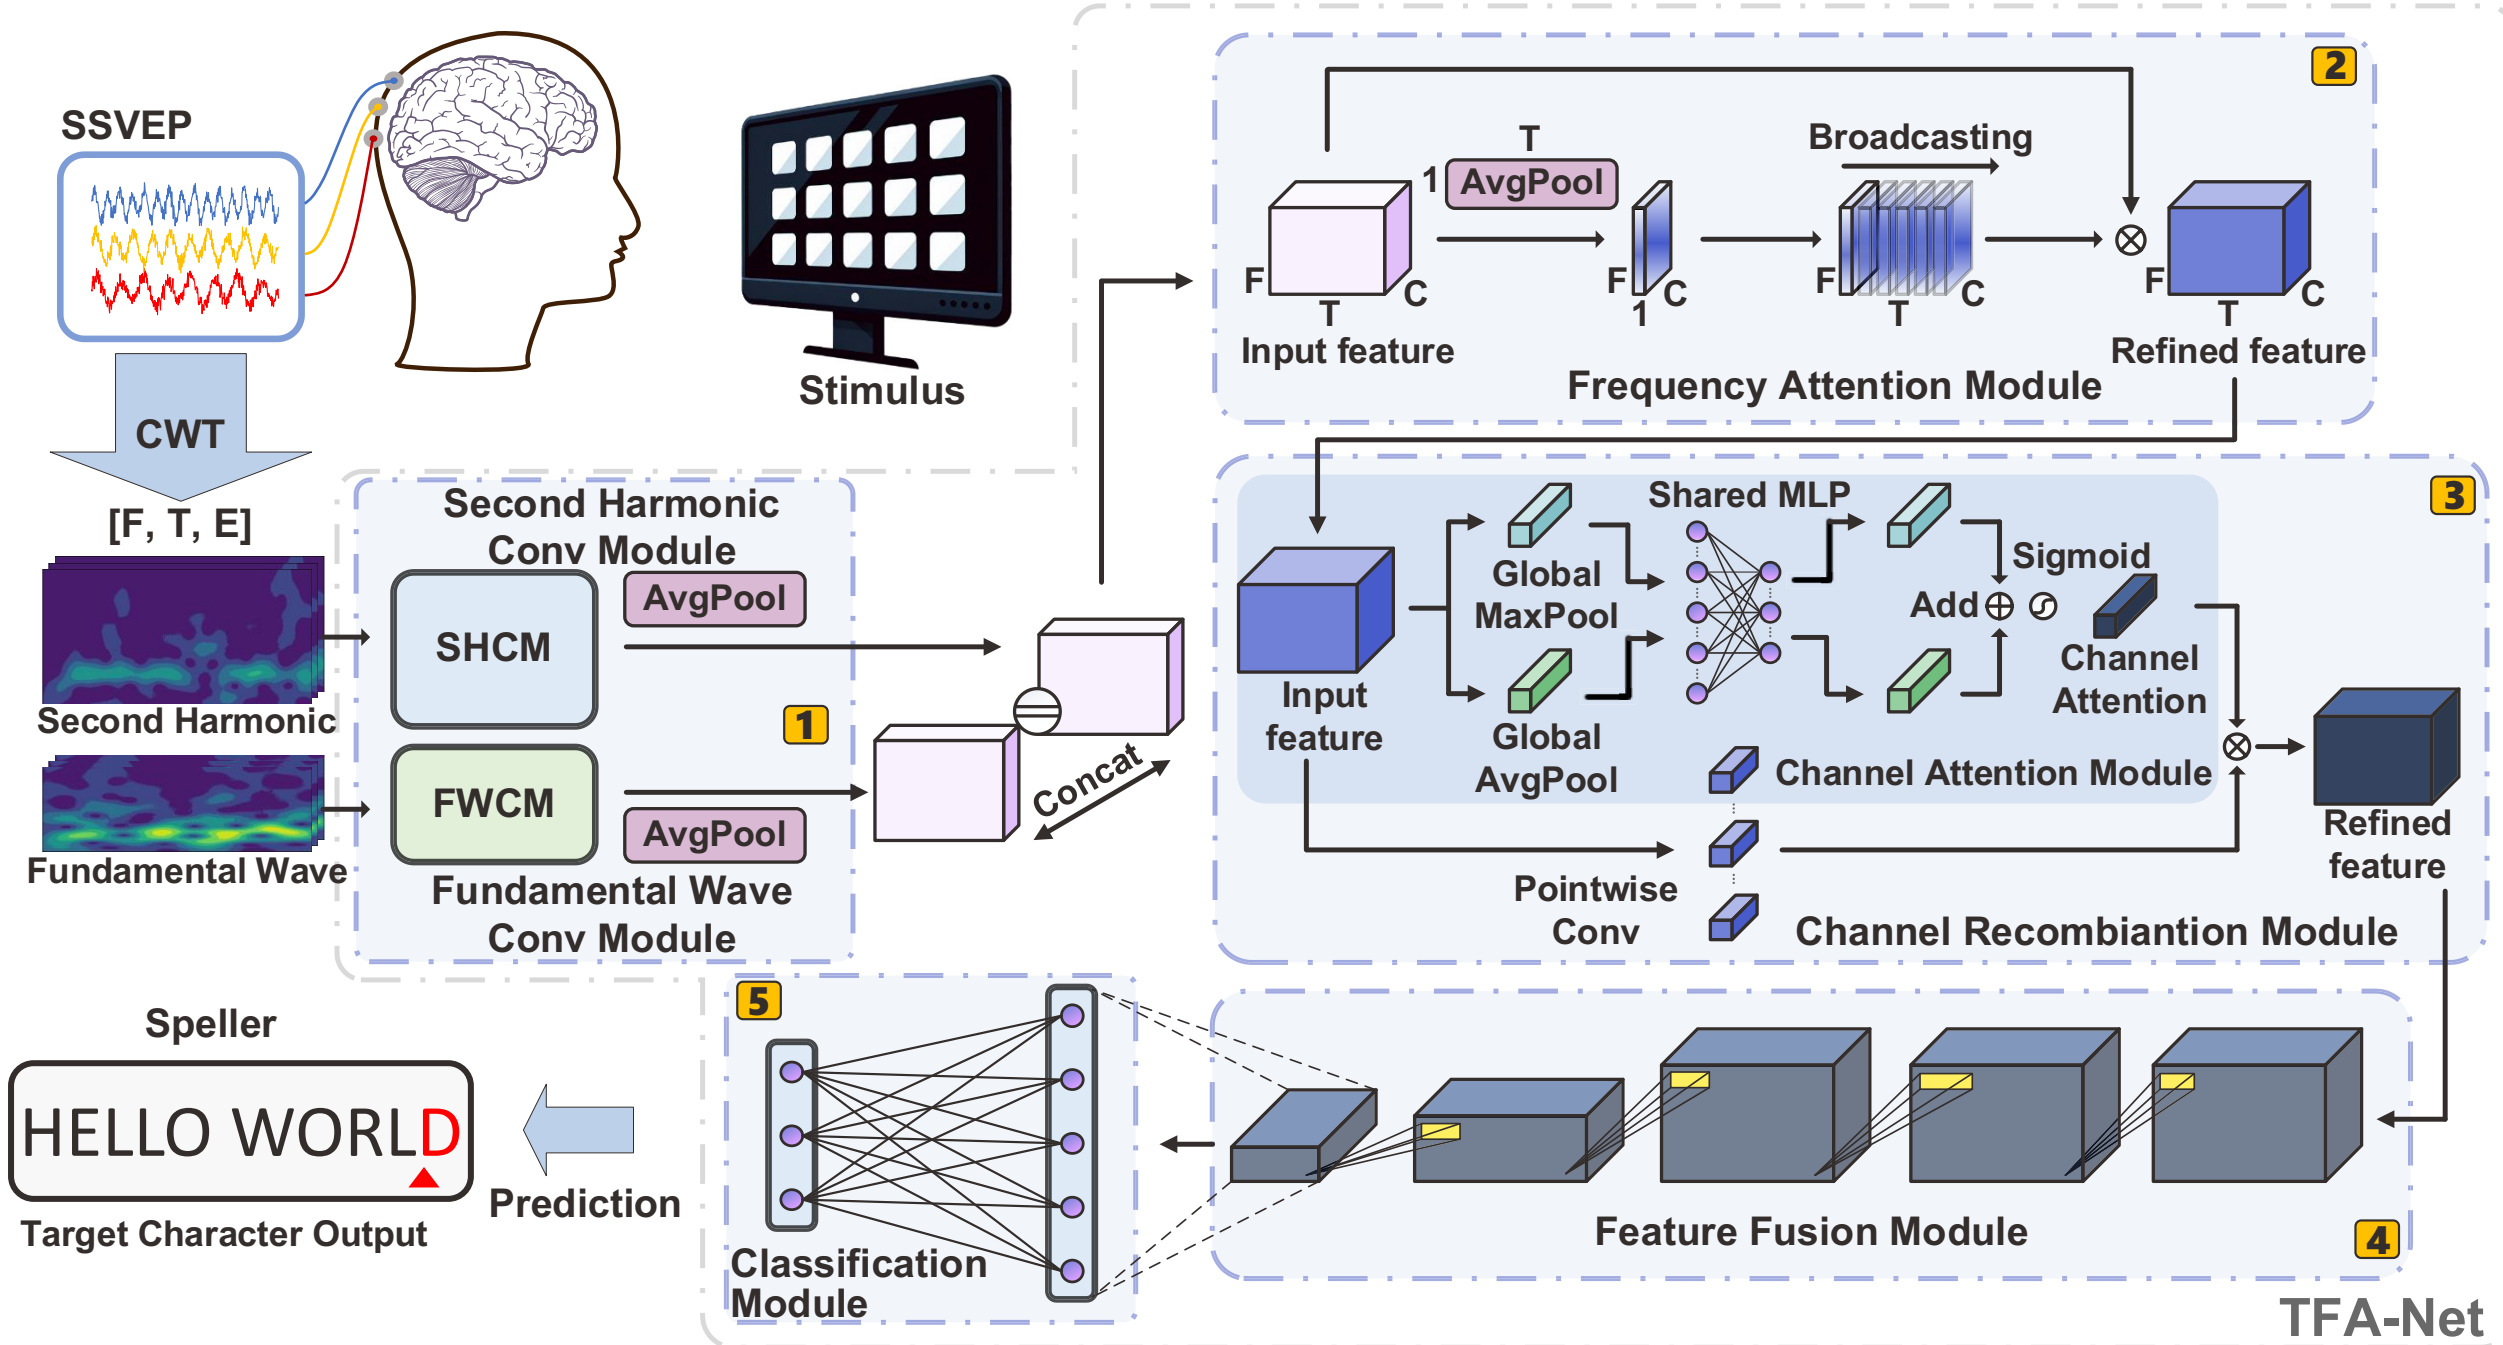 SSVEP
CWT
[F, T, E]
Second Harmonic
Fundamental Wave
Stimulus
Second Harmonic
Conv Module
SHCM
AvgPool
1
FWCM
AvgPool
Fundamental Wave
Conv Module
Concat
2
T
1 AvgPool
Broadcasting
F
T
C
F
1
C
F
T
C
F
T
C
Input feature
Refined feature
Frequency Attention Module
3
Shared MLP
Global
MaxPool
Sigmoid
Add
Input
feature
Global
AvgPool
Channel
Attention
Channel Attention Module
Refined
feature
Pointwise
Conv
Channel Recombiantion Module
4
Feature Fusion Module
5
Classification
Module
Prediction
Speller
HELLO WORLD
Target Character Output
TFA-Net